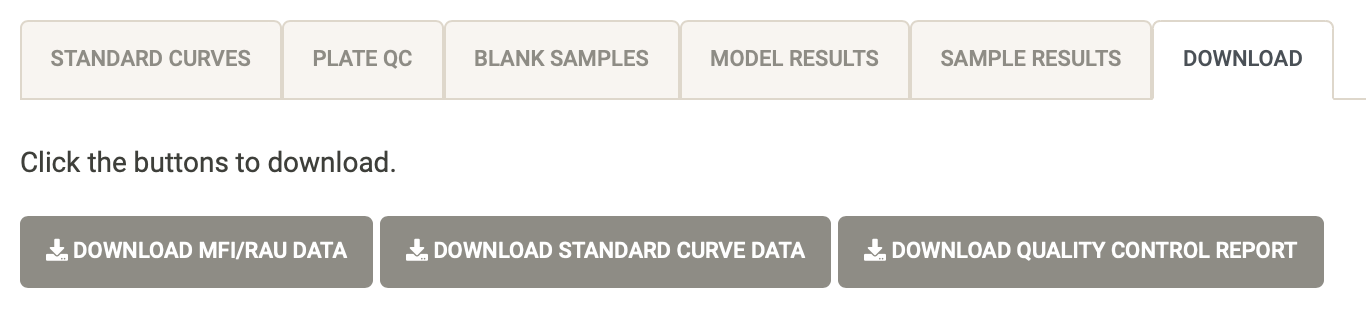 STANDARD CURVES PLATE QC BLANK SAMPLES MODEL RESULTS SAMPLE RESULTS DOWNLOAD
Click the buttons to download.
DOWNLOAD MFI/RAU DATA DOWNLOAD STANDARD CURVE DATA DOWNLOAD QUALITY CONTROL REPORT